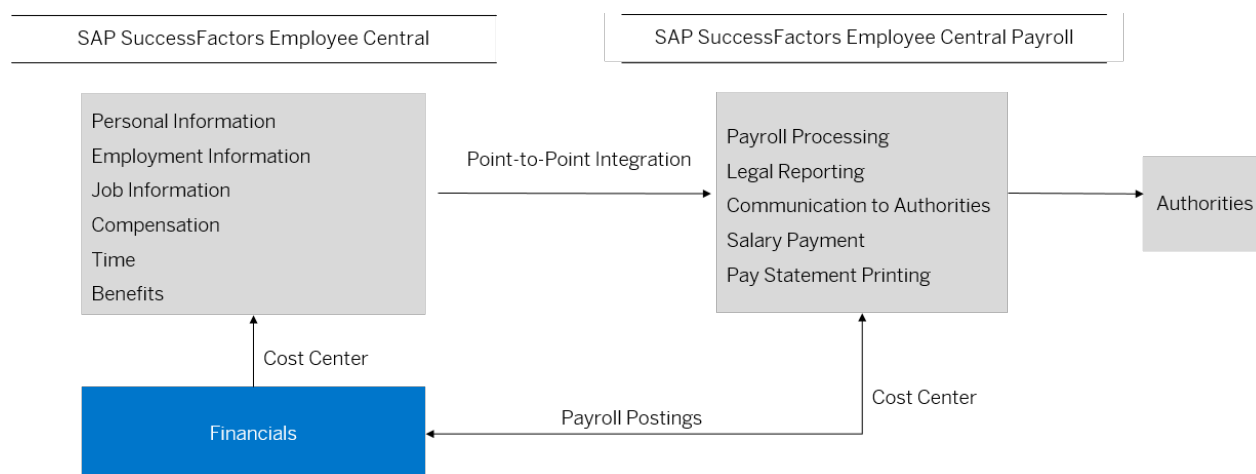 SAP SuccessFactors Employee Central
SAP SuccessFactors Employee Central Payroll
Personal Information
Employment Information
Job Information
Compensation
Time
Benefits
Point-to-Point Integration
Payroll Processing
Legal Reporting
Communication to Authorities
Salary Payment
Pay Statement Printing
Authorities
Cost Center
Cost Center
Financials
Payroll Postings